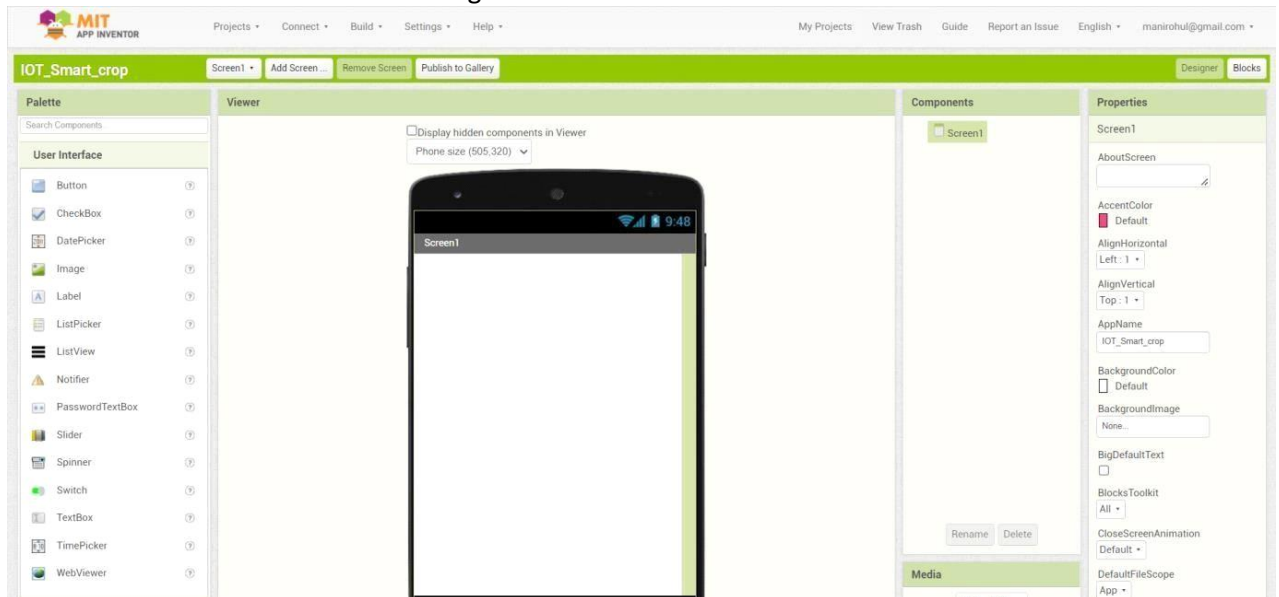 MIT
APP INVENTOR
Projects Connect Build Settings Help
My Projects View Trash Guide Report an Issue English manirohul@gmail.com
IOT_Smart_crop
Screen1 Add Screen ... Remove Screen Publish to Gallery
Designer Blocks
Palette
Search Components
User Interface
Button
CheckBox
DatePicker
Image
Label
ListPicker
ListView
Notifier
PasswordTextBox
Slider
Spinner
Switch
TextBox
TimePicker
WebViewer
Viewer
Display hidden components in Viewer
Phone size (505,320)
9:48
Screen1
Components
Screen1
Rename Delete
Media
Properties
Screen1
AboutScreen
AccentColor
Default
AlignHorizontal
Left : 1
AlignVertical
Top : 1
AppName
IOT_Smart_crop
BackgroundColor
Default
BackgroundImage
None...
BigDefaultText
BlocksToolkit
All
CloseScreenAnimation
Default
DefaultFileScope
App